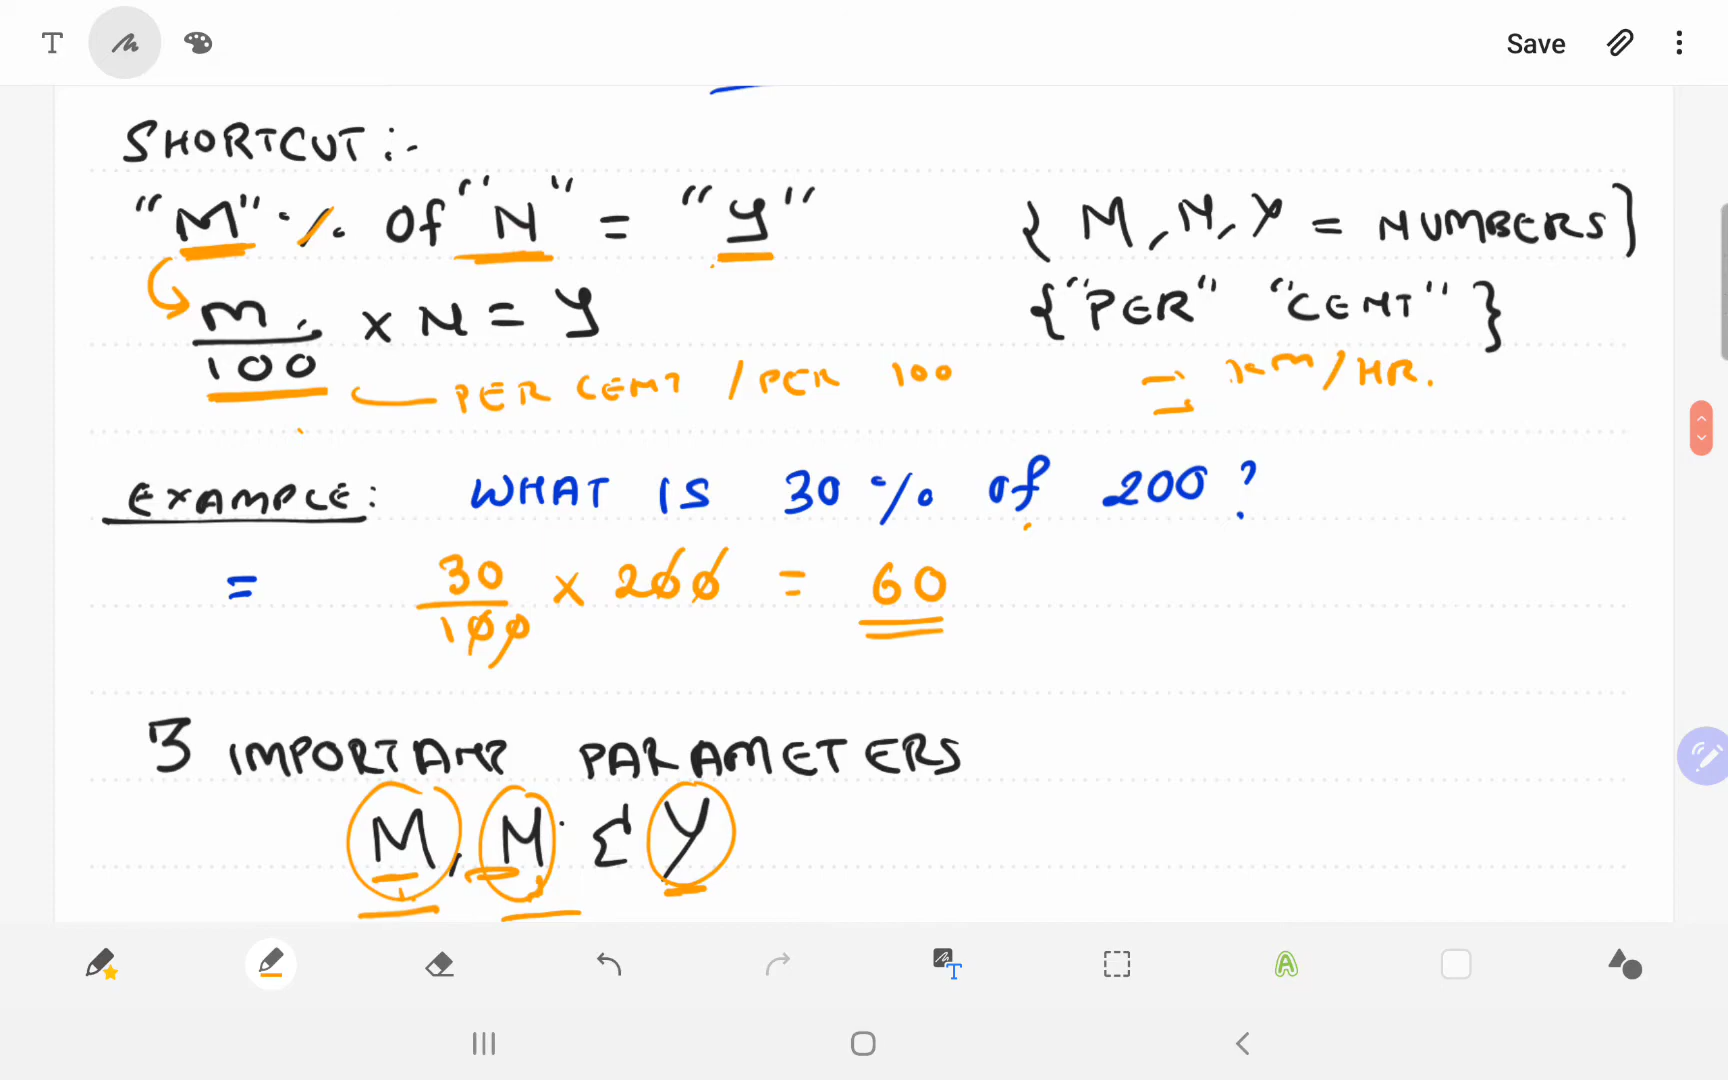 T Save
SHORTCUT :-
"M" % Of "N" = "Y" { M, N, Y = NUMBERS }
m/100 × N = Y {"PER" "CENT"}
PER CENT / PER 100 = KM/HR.
EXAMPLE: WHAT IS 30 % of 200 ?
= 30/100 × 200 = 60
3 IMPORTANT PARAMETERS
M, N & Y
T A